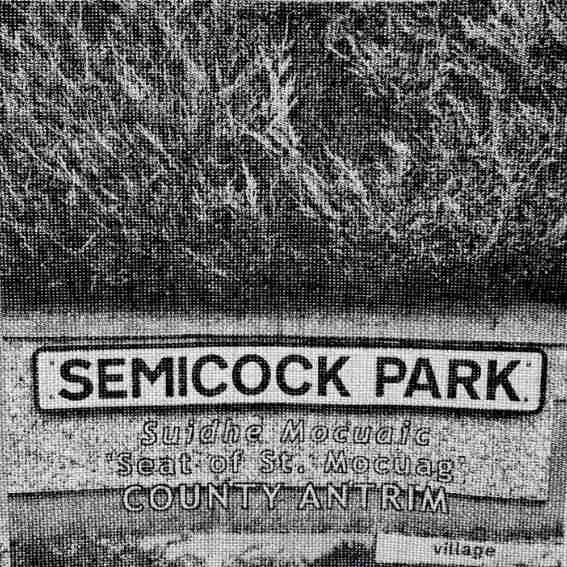 SEMICOCK PARK
Suidhe Mocuaic
'Seat of St. Mocuag'
COUNTY ANTRIM
village